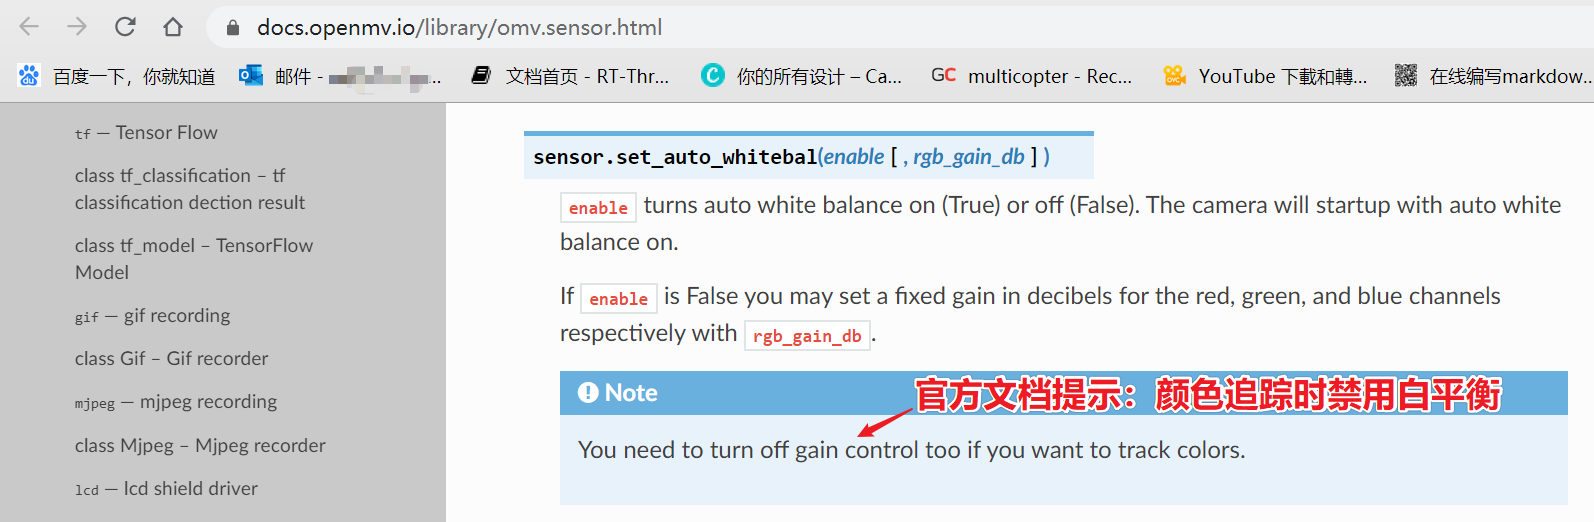 docs.openmv.io/library/omv.sensor.html
百度一下，你就知道
邮件 -
...
文档首页 - RT-Thr...
你的所有设计 – Ca...
GC multicopter - Rec...
YouTube 下載和轉...
在线编写markdow...
tf — Tensor Flow
class tf_classification – tf
classification dection result
class tf_model – TensorFlow
Model
gif — gif recording
class Gif – Gif recorder
mjpeg — mjpeg recording
class Mjpeg – Mjpeg recorder
lcd — lcd shield driver
sensor.set_auto_whitebal(enable [ , rgb_gain_db ] )
enable turns auto white balance on (True) or off (False). The camera will startup with auto white
balance on.
If enable is False you may set a fixed gain in decibels for the red, green, and blue channels
respectively with rgb_gain_db.
Note
官方文档提示：颜色追踪时禁用白平衡
You need to turn off gain control too if you want to track colors.